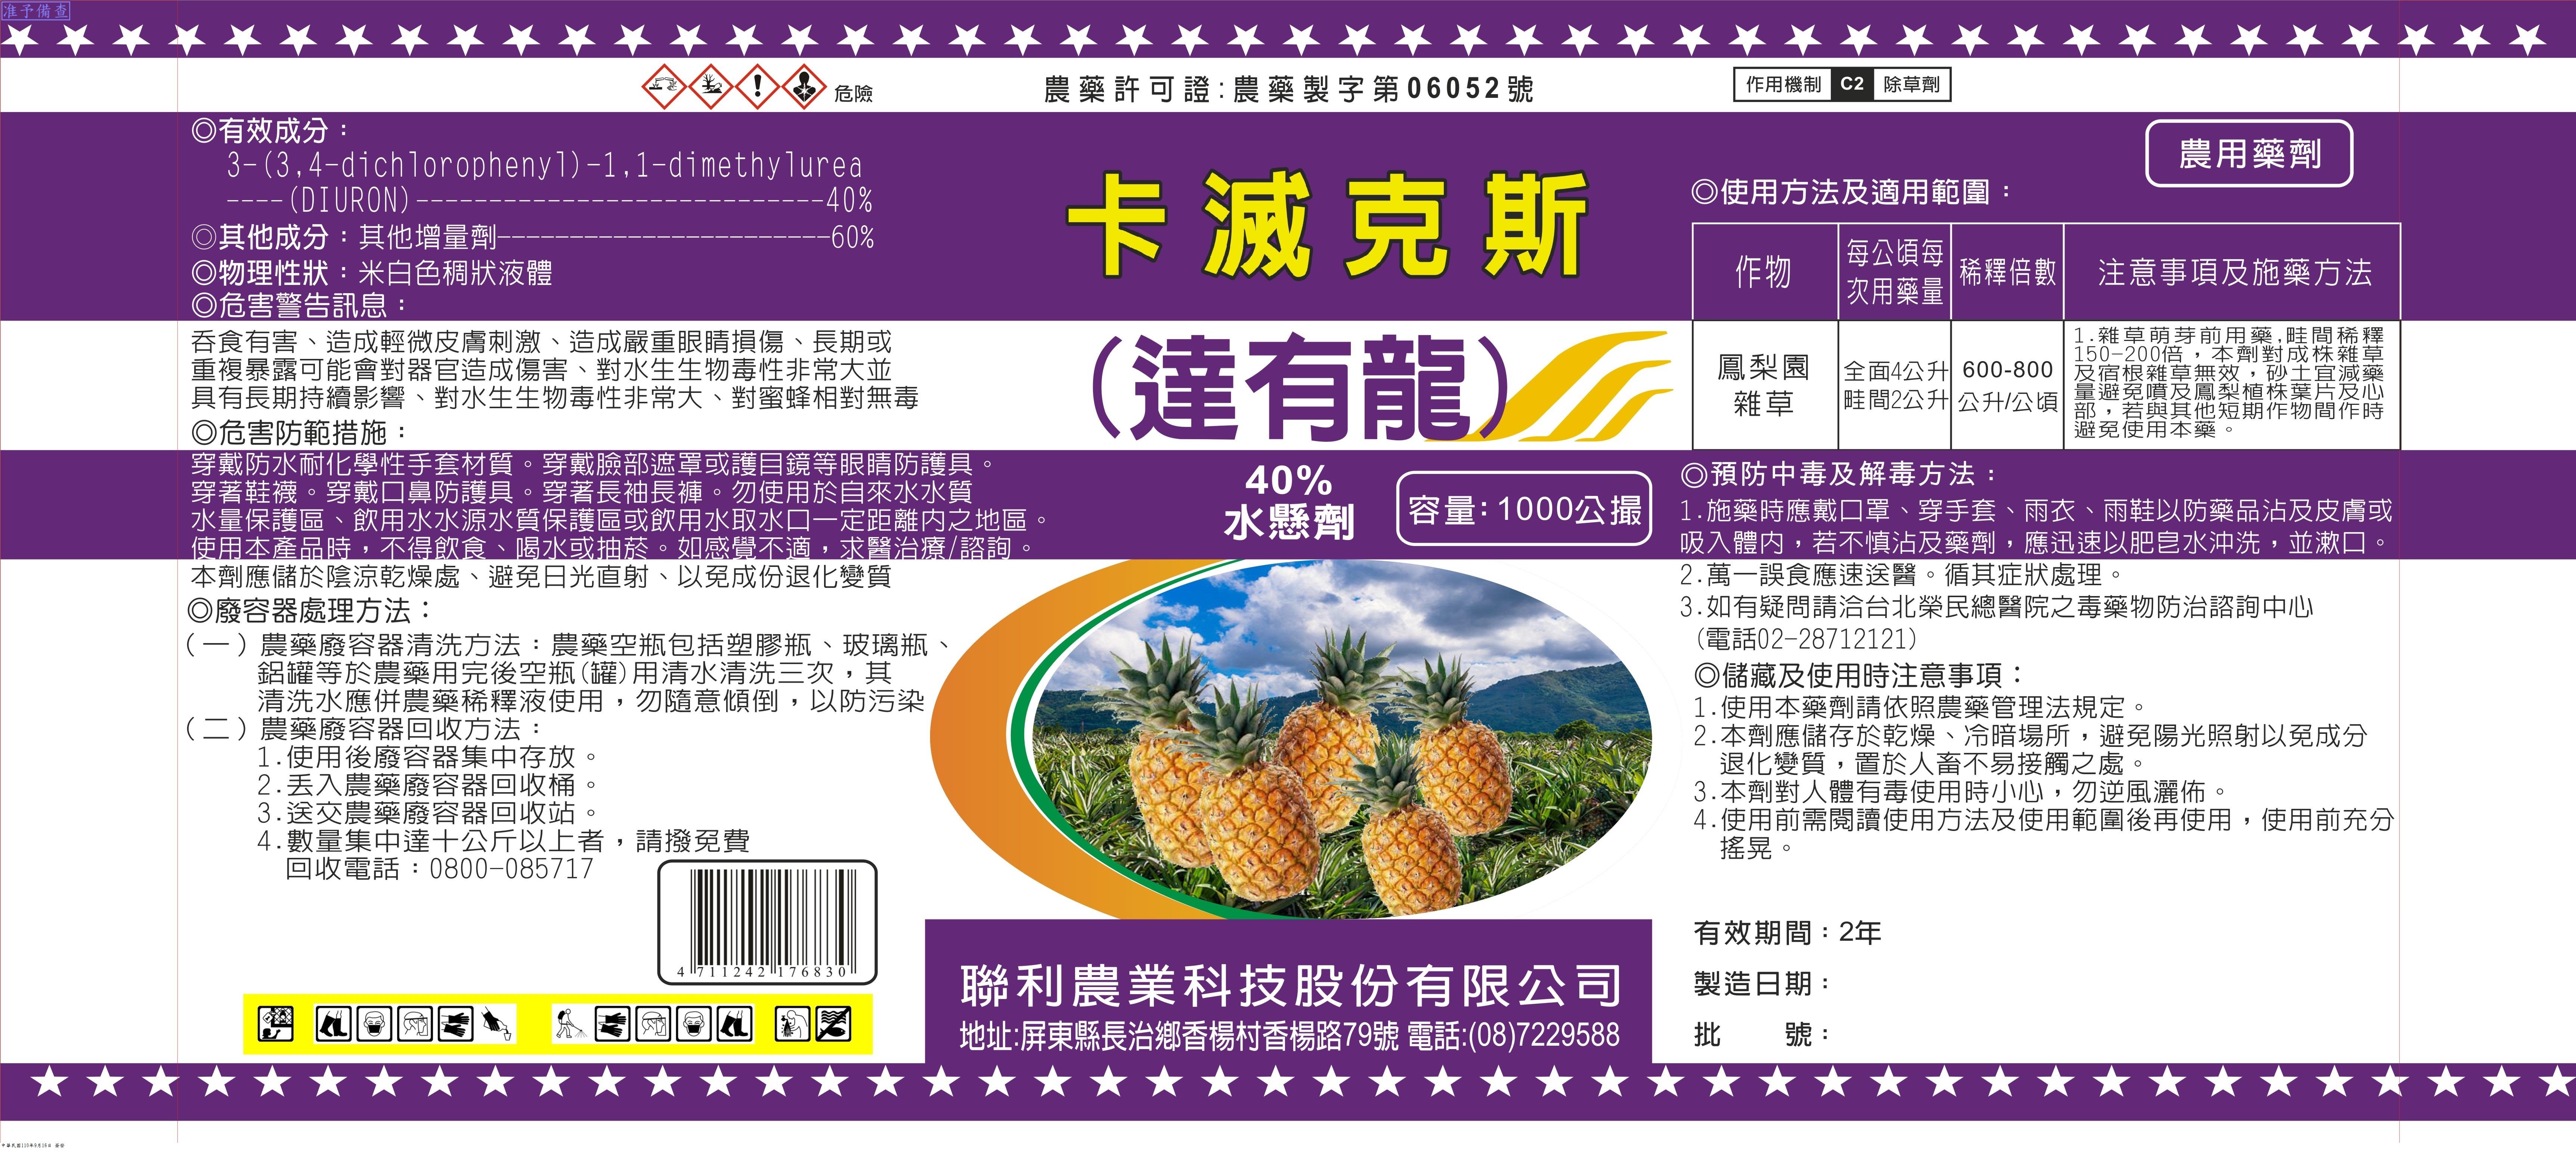 准予備查
危險
農藥許可證:農藥製字第06052號
作用機制 C2 除草劑
◎有效成分：
3-(3,4-dichlorophenyl)-1,1-dimethylurea
----(DIURON)----------------------------40%
◎其他成分：其他增量劑-----------------------60%
◎物理性狀：米白色稠狀液體
◎危害警告訊息：
吞食有害、造成輕微皮膚刺激、造成嚴重眼睛損傷、長期或
重複暴露可能會對器官造成傷害、對水生生物毒性非常大並
具有長期持續影響、對水生生物毒性非常大、對蜜蜂相對無毒
◎危害防範措施：
穿戴防水耐化學性手套材質。穿戴臉部遮罩或護目鏡等眼睛防護具。
穿著鞋襪。穿戴口鼻防護具。穿著長袖長褲。勿使用於自來水水質
水量保護區、飲用水水源水質保護區或飲用水取水口一定距離內之地區。
使用本產品時，不得飲食、喝水或抽菸。如感覺不適，求醫治療/諮詢。
本劑應儲於陰涼乾燥處、避免日光直射、以免成份退化變質
◎廢容器處理方法：
(一)農藥廢容器清洗方法：農藥空瓶包括塑膠瓶、玻璃瓶、
鋁罐等於農藥用完後空瓶(罐)用清水清洗三次，其
清洗水應併農藥稀釋液使用，勿隨意傾倒，以防污染
(二)農藥廢容器回收方法：
1.使用後廢容器集中存放。
2.丟入農藥廢容器回收桶。
3.送交農藥廢容器回收站。
4.數量集中達十公斤以上者，請撥免費
回收電話：0800-085717
4 711242 176830
卡滅克斯
(達有龍)
40%
水懸劑
容量：1000公撮
聯利農業科技股份有限公司
地址:屏東縣長治鄉香楊村香楊路79號 電話:(08)7229588
農用藥劑
◎使用方法及適用範圍：
作物 每公頃每次用藥量 稀釋倍數 注意事項及施藥方法
鳳梨園
雜草
全面4公升
畦間2公升
600-800
公升/公頃
1.雜草萌芽前用藥,畦間稀釋
150-200倍，本劑對成株雜草
及宿根雜草無效，砂土宜減藥
量避免噴及鳳梨植株葉片及心
部，若與其他短期作物間作時
避免使用本藥。
◎預防中毒及解毒方法：
1.施藥時應戴口罩、穿手套、雨衣、雨鞋以防藥品沾及皮膚或
吸入體內，若不慎沾及藥劑，應迅速以肥皂水沖洗，並漱口。
2.萬一誤食應速送醫。循其症狀處理。
3.如有疑問請洽台北榮民總醫院之毒藥物防治諮詢中心
(電話02-28712121)
◎儲藏及使用時注意事項：
1.使用本藥劑請依照農藥管理法規定。
2.本劑應儲存於乾燥、冷暗場所，避免陽光照射以免成分
退化變質，置於人畜不易接觸之處。
3.本劑對人體有毒使用時小心，勿逆風灑佈。
4.使用前需閱讀使用方法及使用範圍後再使用，使用前充分
搖晃。
有效期間：2年
製造日期：
批　　號：